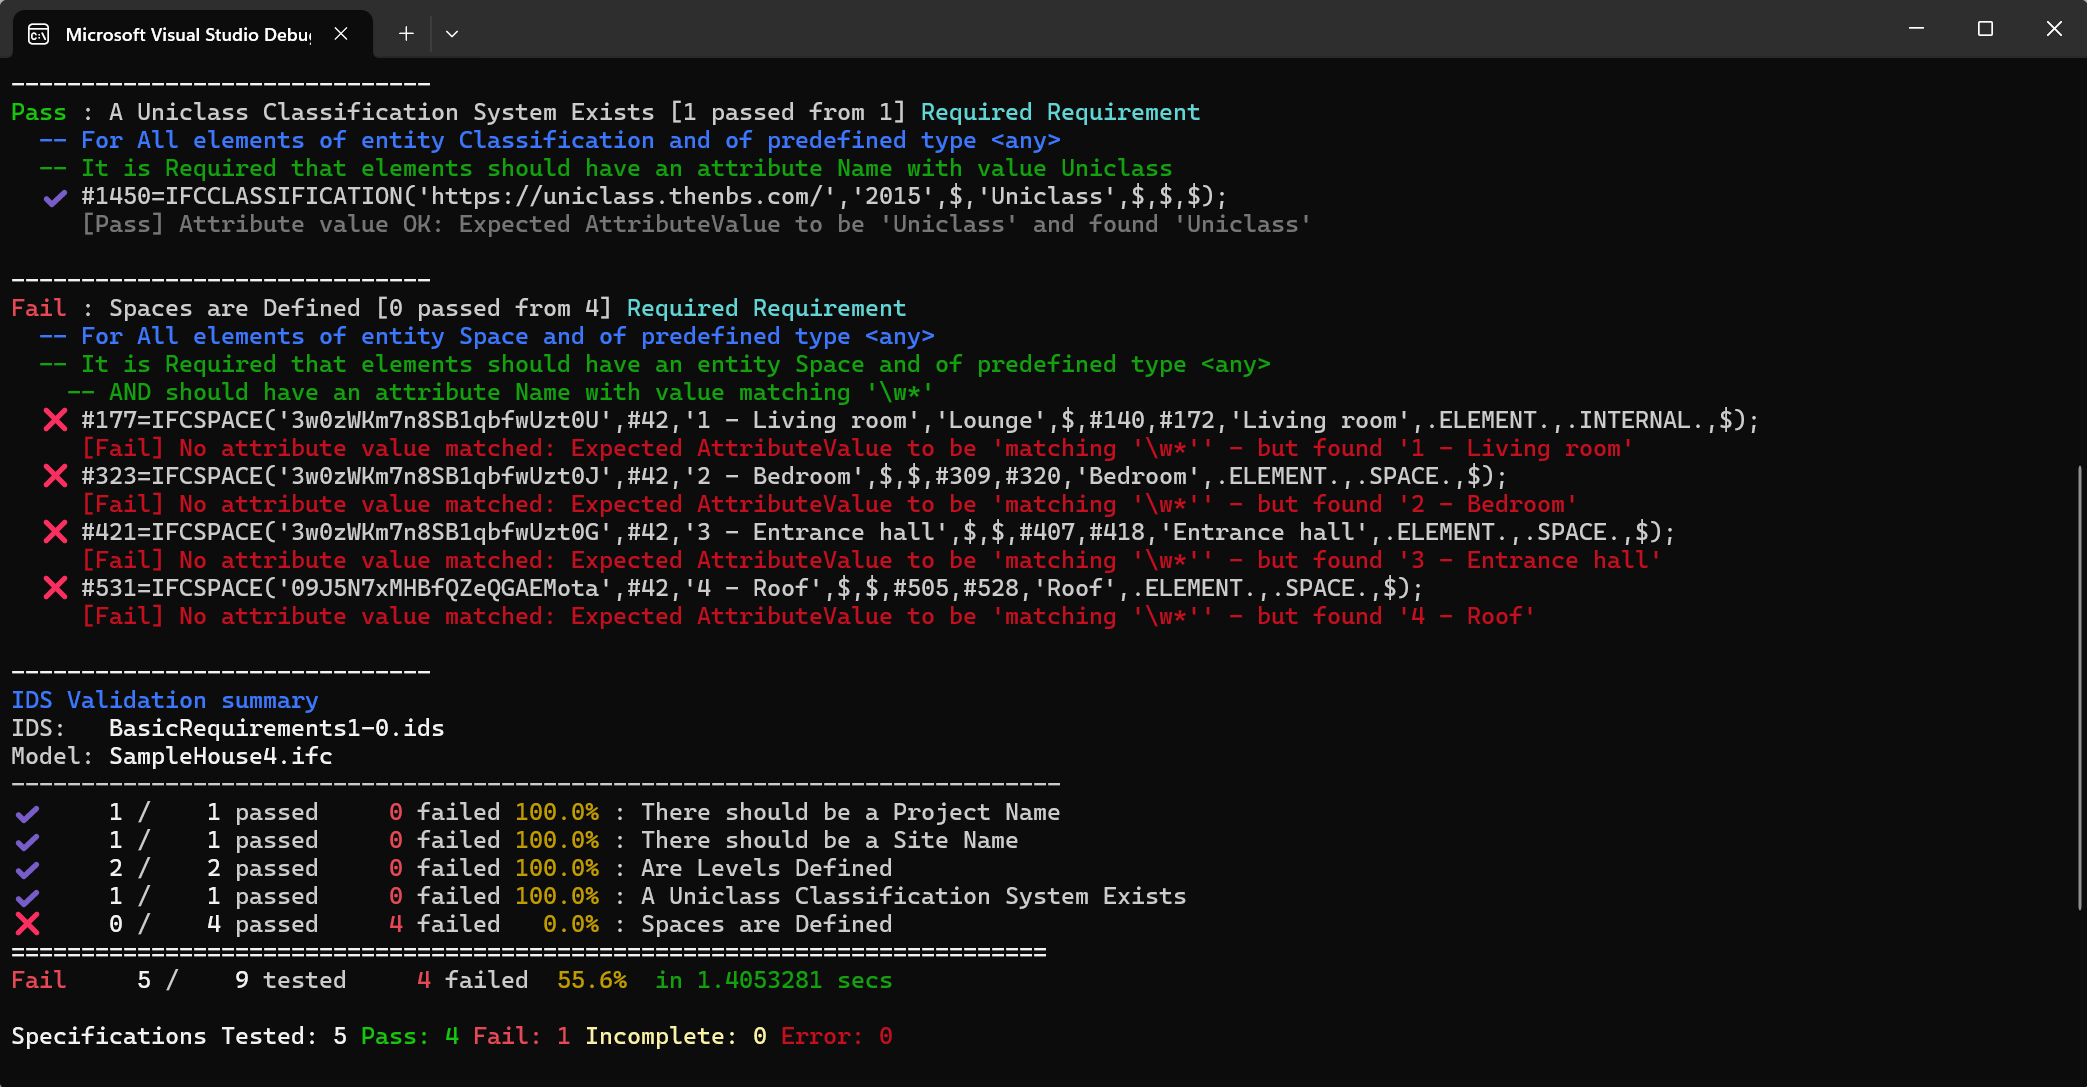 Microsoft Visual Studio Debu
------------------------------
Pass : A Uniclass Classification System Exists [1 passed from 1] Required Requirement
-- For All elements of entity Classification and of predefined type <any>
-- It is Required that elements should have an attribute Name with value Uniclass
#1450=IFCCLASSIFICATION('https://uniclass.thenbs.com/','2015',$,'Uniclass',$,$,$);
[Pass] Attribute value OK: Expected AttributeValue to be 'Uniclass' and found 'Uniclass'
------------------------------
Fail : Spaces are Defined [0 passed from 4] Required Requirement
-- For All elements of entity Space and of predefined type <any>
-- It is Required that elements should have an entity Space and of predefined type <any>
-- AND should have an attribute Name with value matching '\w*'
❌ #177=IFCSPACE('3w0zWKm7n8SB1qbfwUzt0U',#42,'1 - Living room','Lounge',$,#140,#172,'Living room',.ELEMENT.,.INTERNAL.,$);
[Fail] No attribute value matched: Expected AttributeValue to be 'matching '\w*'' - but found '1 - Living room'
❌ #323=IFCSPACE('3w0zWKm7n8SB1qbfwUzt0J',#42,'2 - Bedroom',$,$,#309,#320,'Bedroom',.ELEMENT.,.SPACE.,$);
[Fail] No attribute value matched: Expected AttributeValue to be 'matching '\w*'' - but found '2 - Bedroom'
❌ #421=IFCSPACE('3w0zWKm7n8SB1qbfwUzt0G',#42,'3 - Entrance hall',$,$,#407,#418,'Entrance hall',.ELEMENT.,.SPACE.,$);
[Fail] No attribute value matched: Expected AttributeValue to be 'matching '\w*'' - but found '3 - Entrance hall'
❌ #531=IFCSPACE('09J5N7xMHBfQZeQGAEMota',#42,'4 - Roof',$,$,#505,#528,'Roof',.ELEMENT.,.SPACE.,$);
[Fail] No attribute value matched: Expected AttributeValue to be 'matching '\w*'' - but found '4 - Roof'
------------------------------
IDS Validation summary
IDS: BasicRequirements1-0.ids
Model: SampleHouse4.ifc
---------------------------------------------------------------------------
✔ 1 / 1 passed 0 failed 100.0% : There should be a Project Name
✔ 1 / 1 passed 0 failed 100.0% : There should be a Site Name
✔ 2 / 2 passed 0 failed 100.0% : Are Levels Defined
✔ 1 / 1 passed 0 failed 100.0% : A Uniclass Classification System Exists
❌ 0 / 4 passed 4 failed 0.0% : Spaces are Defined
==========================================================================
Fail 5 / 9 tested 4 failed 55.6% in 1.4053281 secs
Specifications Tested: 5 Pass: 4 Fail: 1 Incomplete: 0 Error: 0